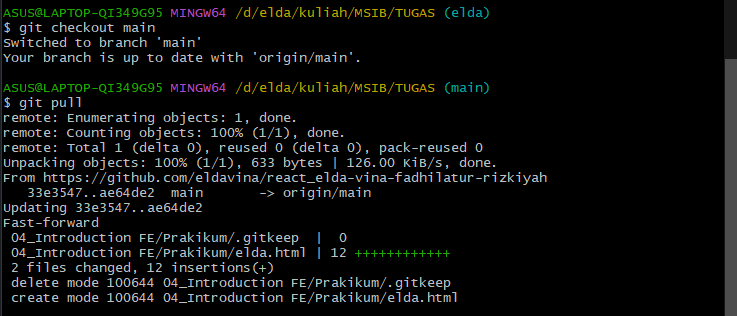 ASUS@LAPTOP-QI349G95 MINGW64 /d/elda/kuliah/MSIB/TUGAS (elda)
$ git checkout main
Switched to branch 'main'
Your branch is up to date with 'origin/main'.
ASUS@LAPTOP-QI349G95 MINGW64 /d/elda/kuliah/MSIB/TUGAS (main)
$ git pull
remote: Enumerating objects: 1, done.
remote: Counting objects: 100% (1/1), done.
remote: Total 1 (delta 0), reused 0 (delta 0), pack-reused 0
Unpacking objects: 100% (1/1), 633 bytes | 126.00 KiB/s, done.
From https://github.com/eldavina/react_elda-vina-fadhilatur-rizkiyah
   33e3547..ae64de2  main       -> origin/main
Updating 33e3547..ae64de2
Fast-forward
 04_Introduction FE/Prakikum/.gitkeep  |  0
 04_Introduction FE/Prakikum/elda.html | 12 ++++++++++++
 2 files changed, 12 insertions(+)
 delete mode 100644 04_Introduction FE/Prakikum/.gitkeep
 create mode 100644 04_Introduction FE/Prakikum/elda.html